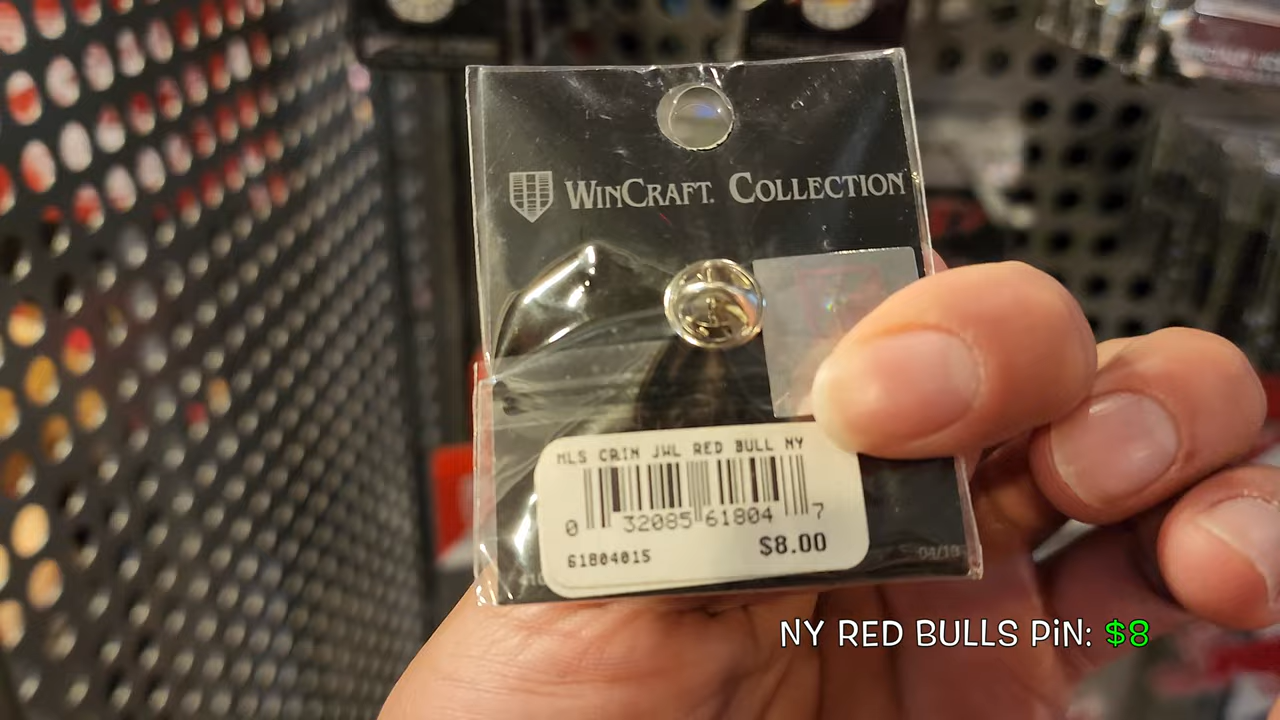 WINCRAFT. COLLECTION
MLS CRIN JWL RED BULL NY
0 32085 61804 7
61804015 $8.00
04/18
NY RED BULLS PiN: $8